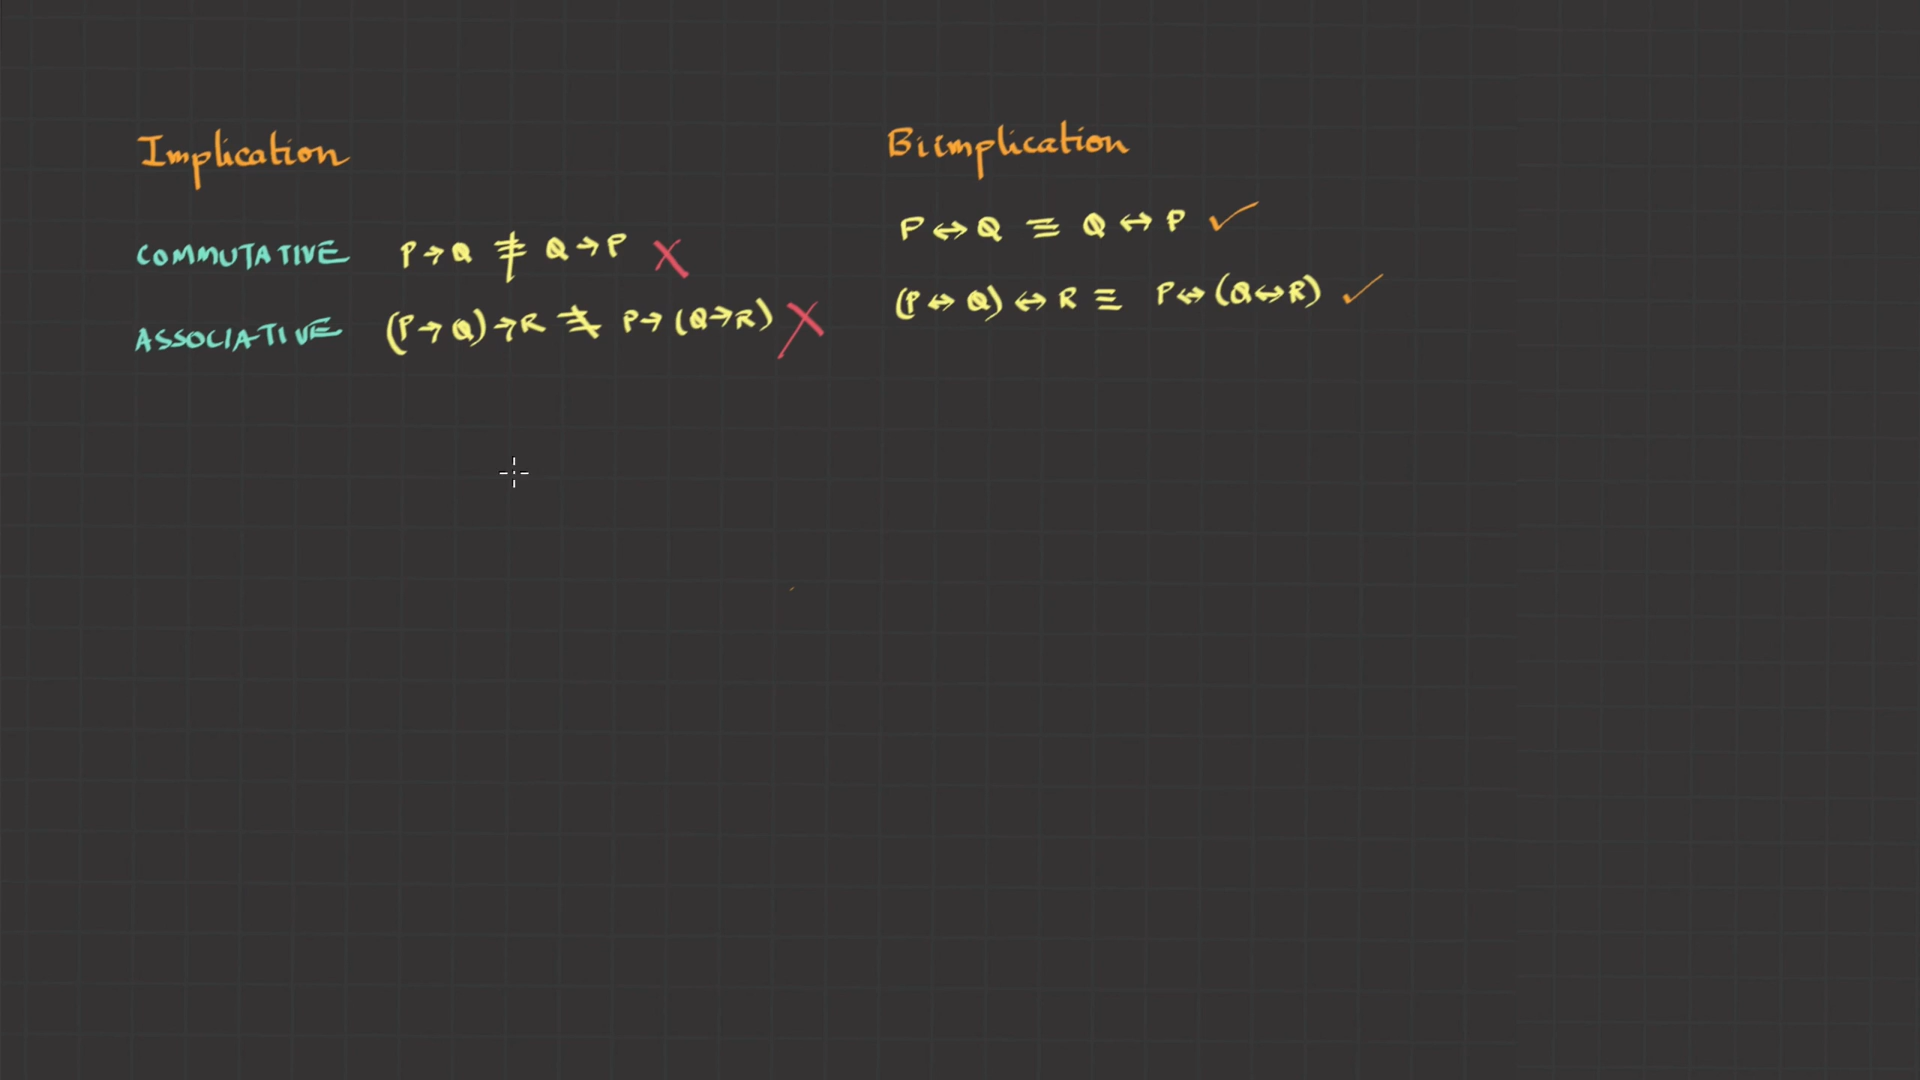 Implication
COMMUTATIVE P→Q ≢ Q→P ✗
ASSOCIATIVE (P→Q)→R ≢ P→(Q→R) ✗
Biimplication
P↔Q ≡ Q↔P ✓
(P↔Q)↔R ≡ P↔(Q↔R) ✓